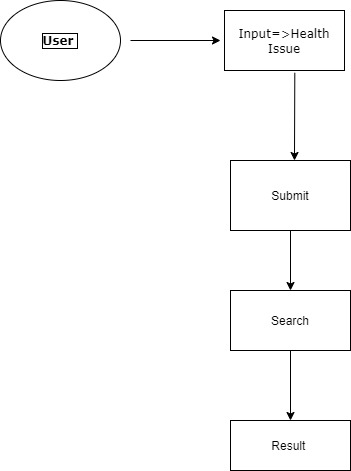 User
Input=>Health
Issue
Submit
Search
Result